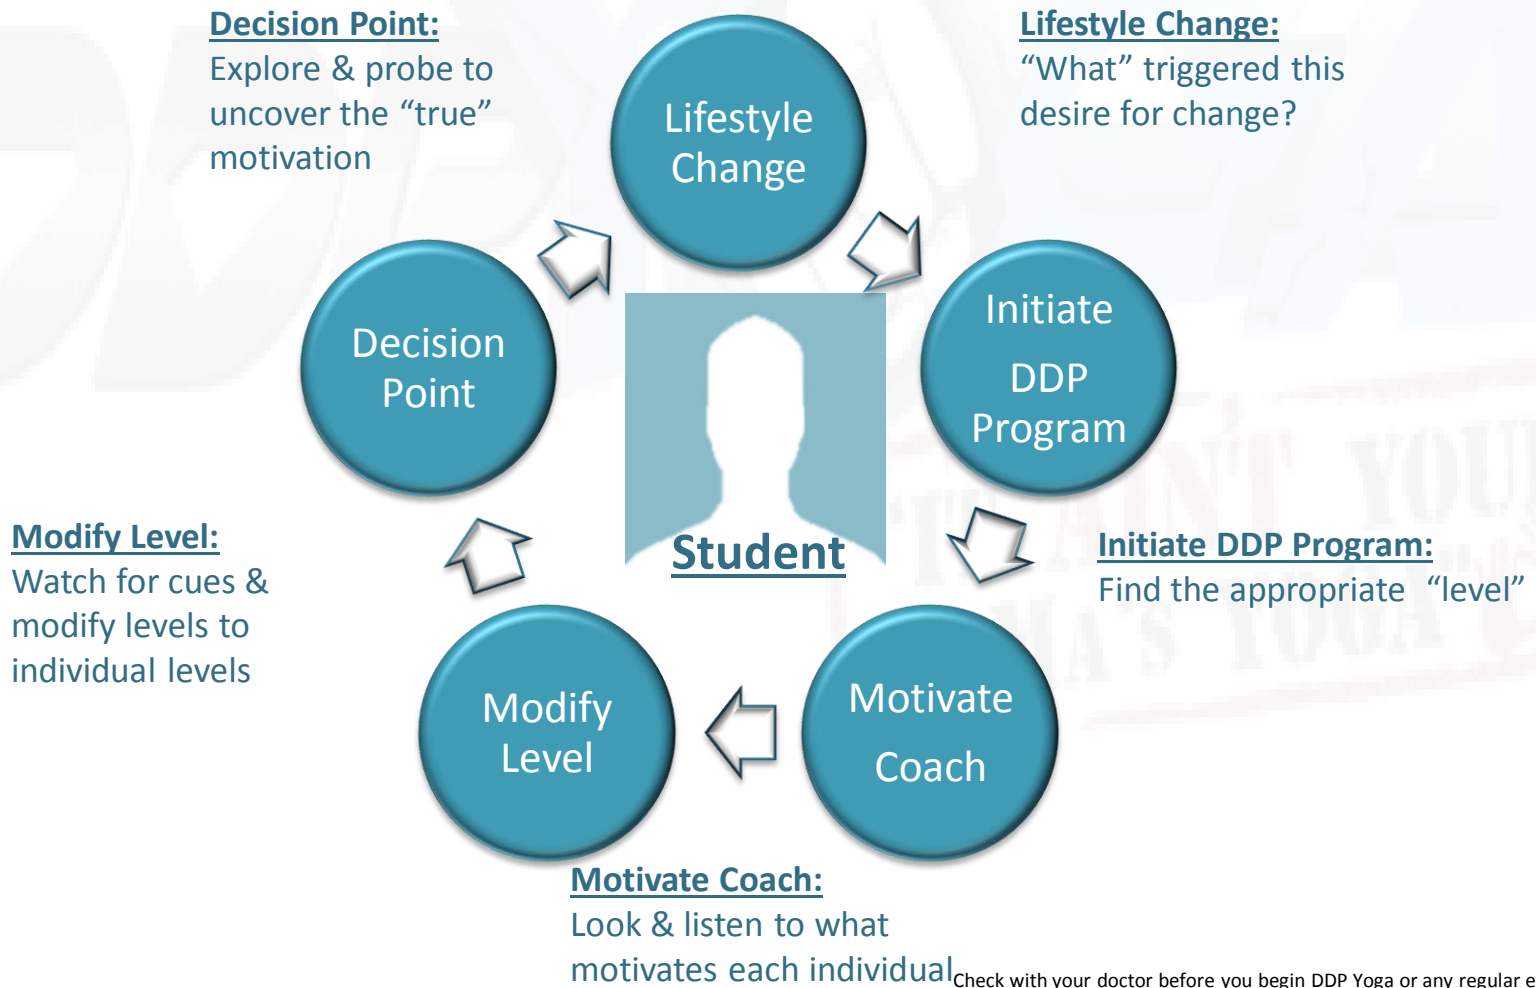 Decision Point:
Explore & probe to
uncover the “true”
motivation
Lifestyle Change:
“What” triggered this
desire for change?
Lifestyle
Change
Decision
Point
Initiate
DDP
Program
Student
Modify Level:
Watch for cues &
modify levels to
individual levels
Initiate DDP Program:
Find the appropriate “level”
Modify
Level
Motivate
Coach
Motivate Coach:
Look & listen to what
motivates each individual
Check with your doctor before you begin DDP Yoga or any regular e